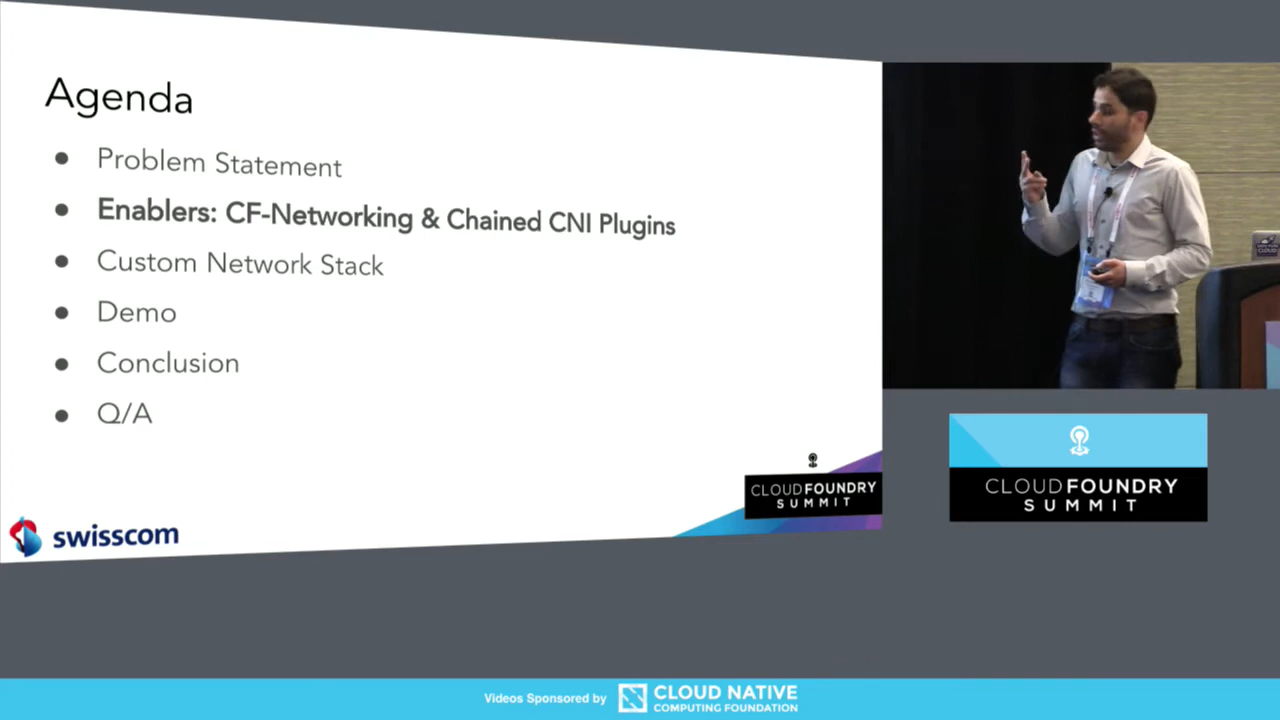 Agenda
Problem Statement
Enablers: CF-Networking & Chained CNI Plugins
Custom Network Stack
Demo
Conclusion
Q/A
swisscom
CLOUDFOUNDRY
SUMMIT
CLOUDFOUNDRY
SUMMIT
Videos Sponsored by
CLOUD NATIVE
COMPUTING FOUNDATION